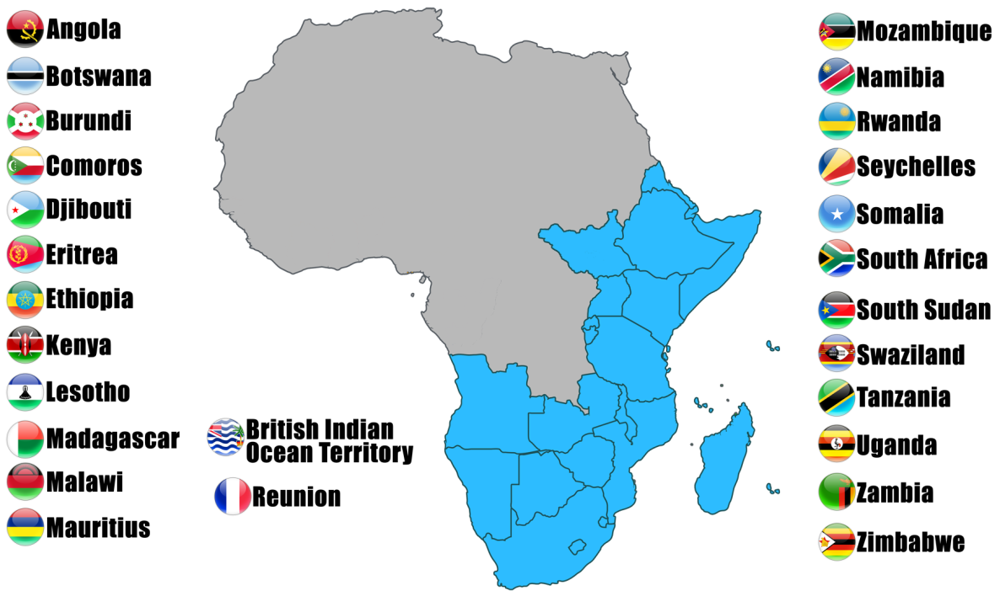 Angola
Botswana
Burundi
Comoros
Djibouti
Eritrea
Ethiopia
Kenya
Lesotho
Madagascar
Malawi
Mauritius
British Indian
Ocean Territory
Reunion
Mozambique
Namibia
Rwanda
Seychelles
Somalia
South Africa
South Sudan
Swaziland
Tanzania
Uganda
Zambia
Zimbabwe